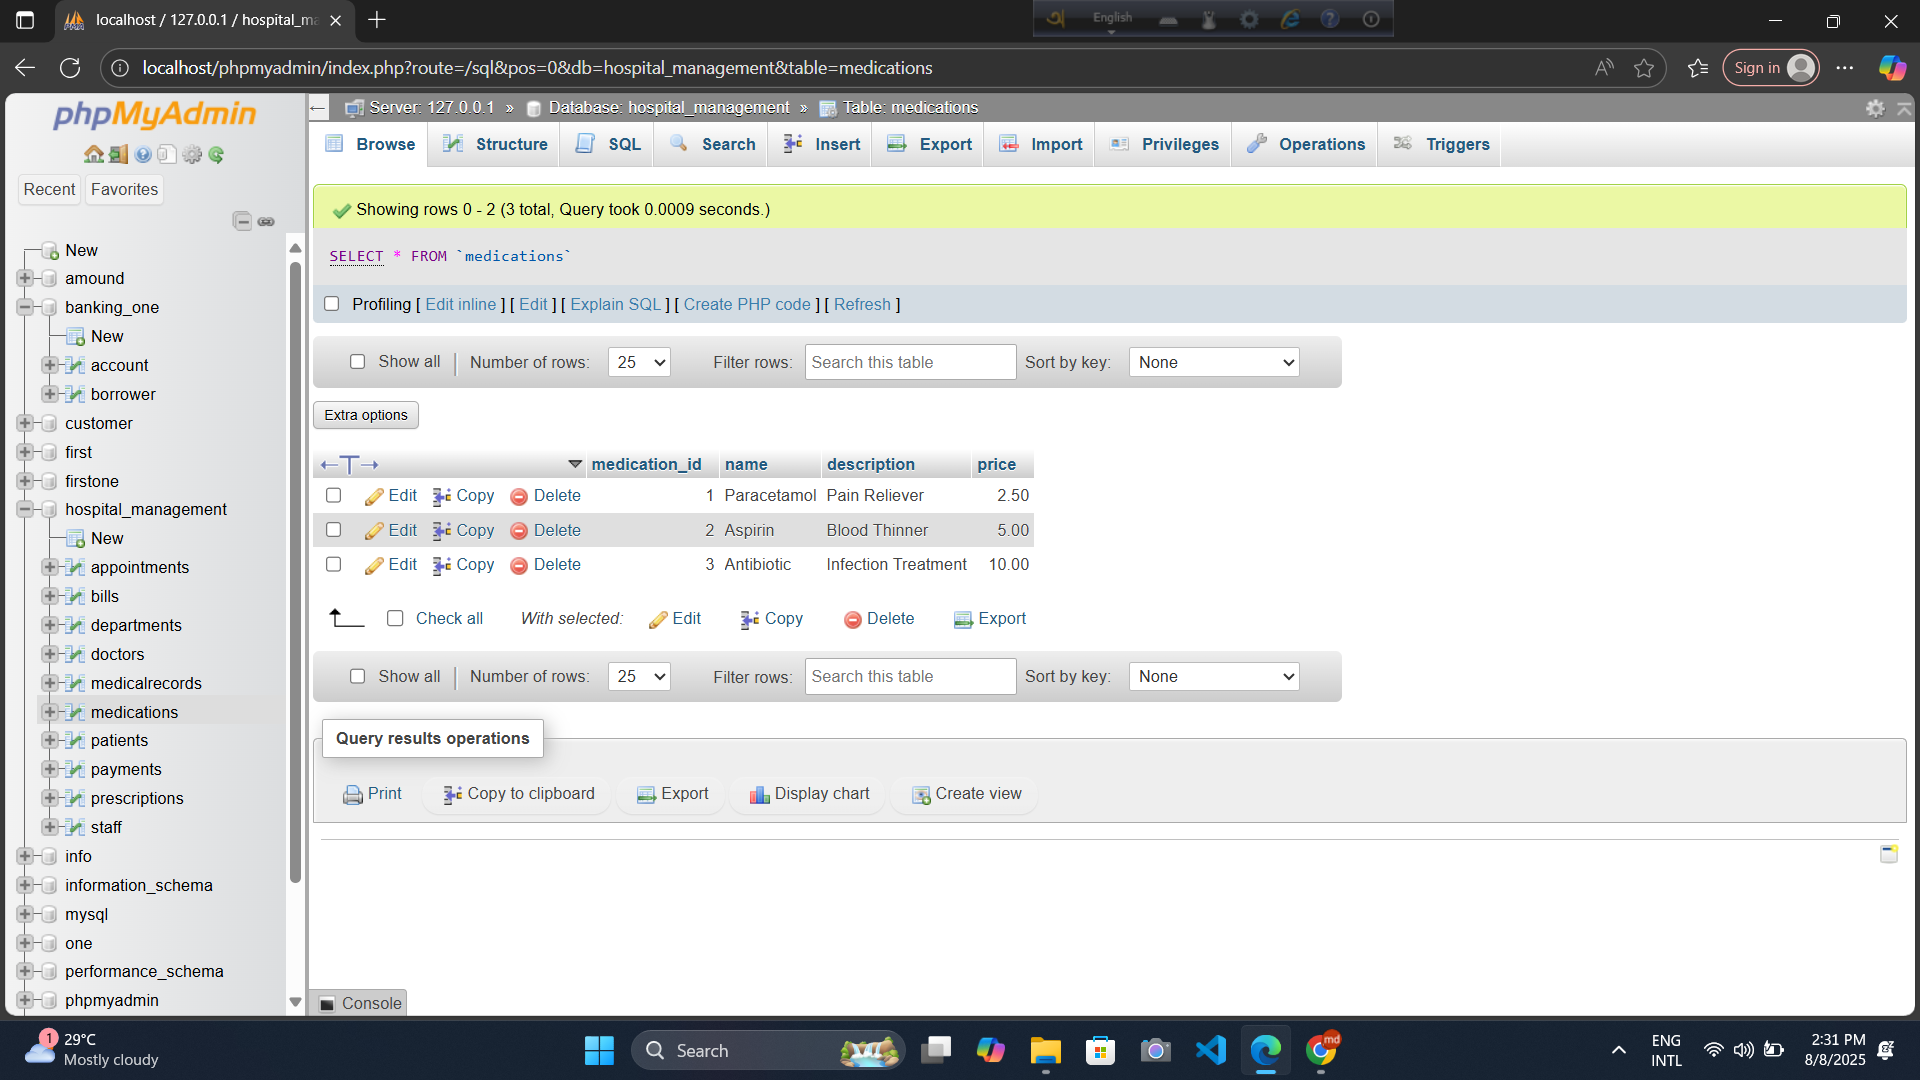 localhost / 127.0.0.1 / hospital_ma
English
localhost/phpmyadmin/index.php?route=/sql&pos=0&db=hospital_management&table=medications
Sign in
phpMyAdmin
Recent Favorites
New
amound
banking_one
New
account
borrower
customer
first
firstone
hospital_management
New
appointments
bills
departments
doctors
medicalrecords
medications
patients
payments
prescriptions
staff
info
information_schema
mysql
one
performance_schema
phpmyadmin
Server: 127.0.0.1 » Database: hospital_management » Table: medications
Browse Structure SQL Search Insert Export Import Privileges Operations Triggers
Showing rows 0 - 2 (3 total, Query took 0.0009 seconds.)
SELECT * FROM `medications`
Profiling [ Edit inline ] [ Edit ] [ Explain SQL ] [ Create PHP code ] [ Refresh ]
Show all Number of rows: 25 Filter rows: Search this table Sort by key: None
Extra options
medication_id name description price
Edit Copy Delete 1 Paracetamol Pain Reliever 2.50
Edit Copy Delete 2 Aspirin Blood Thinner 5.00
Edit Copy Delete 3 Antibiotic Infection Treatment 10.00
Check all With selected: Edit Copy Delete Export
Show all Number of rows: 25 Filter rows: Search this table Sort by key: None
Query results operations
Print Copy to clipboard Export Display chart Create view
Console
1
29°C
Mostly cloudy
Search
md
ENG
INTL
2:31 PM
8/8/2025